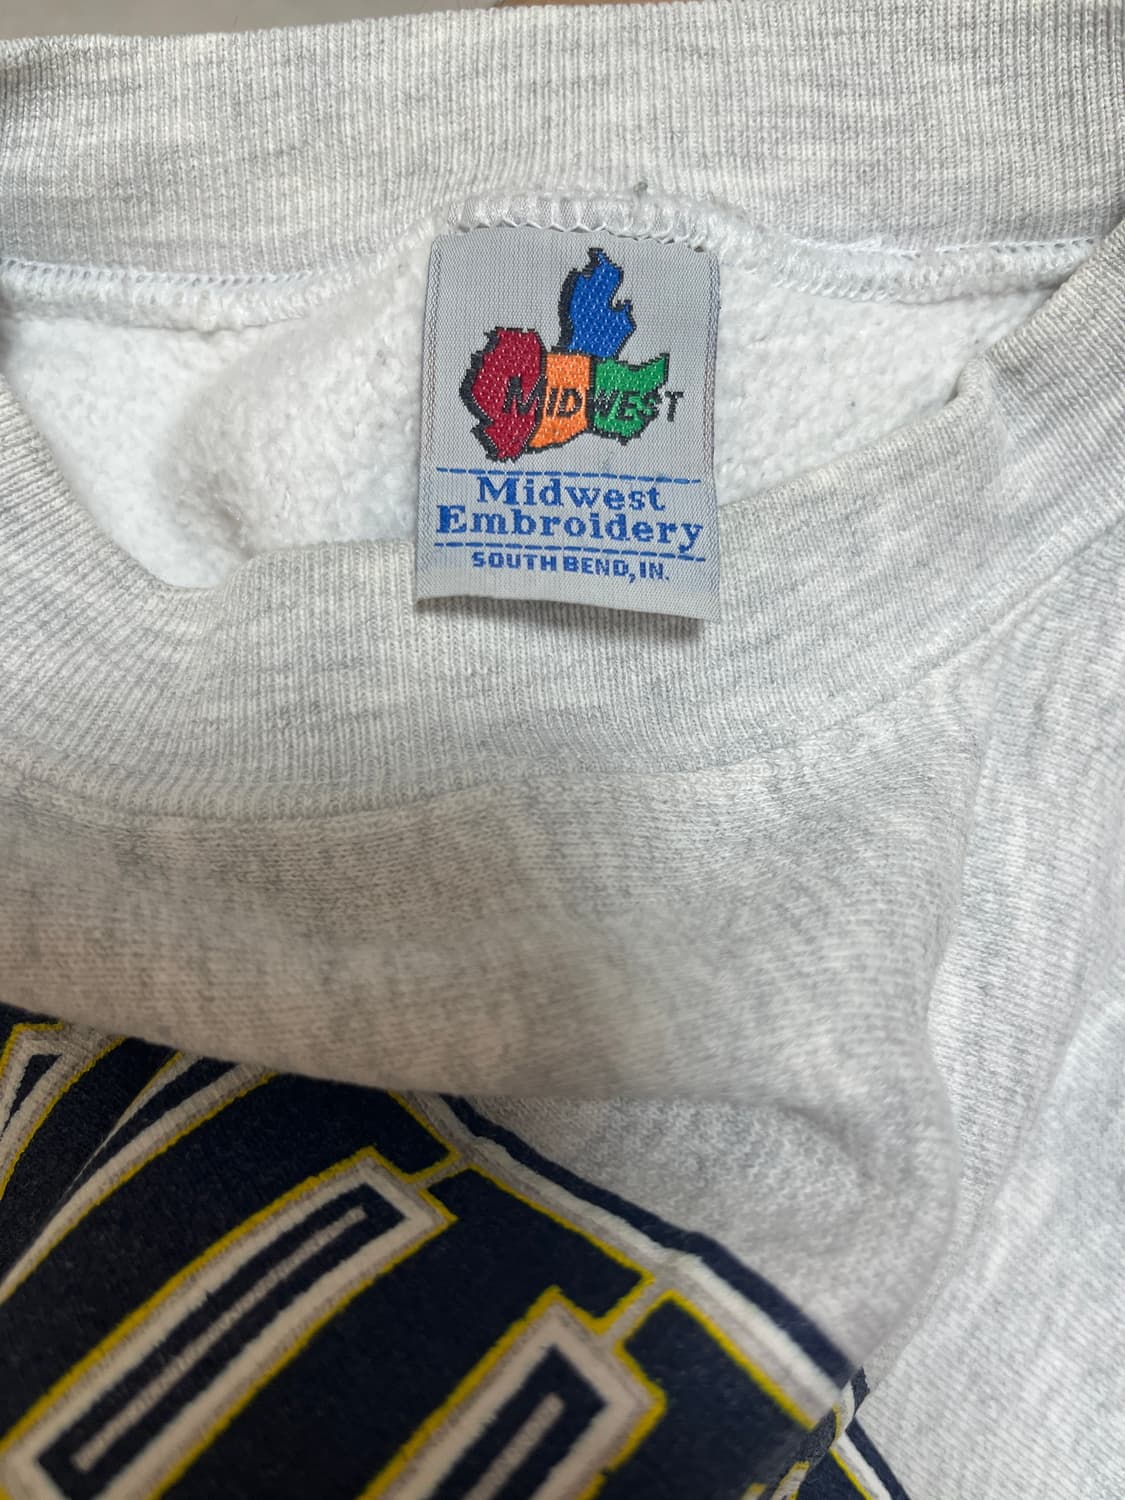 MIDWEST
Midwest
Embroidery
SOUTH BEND, IN.